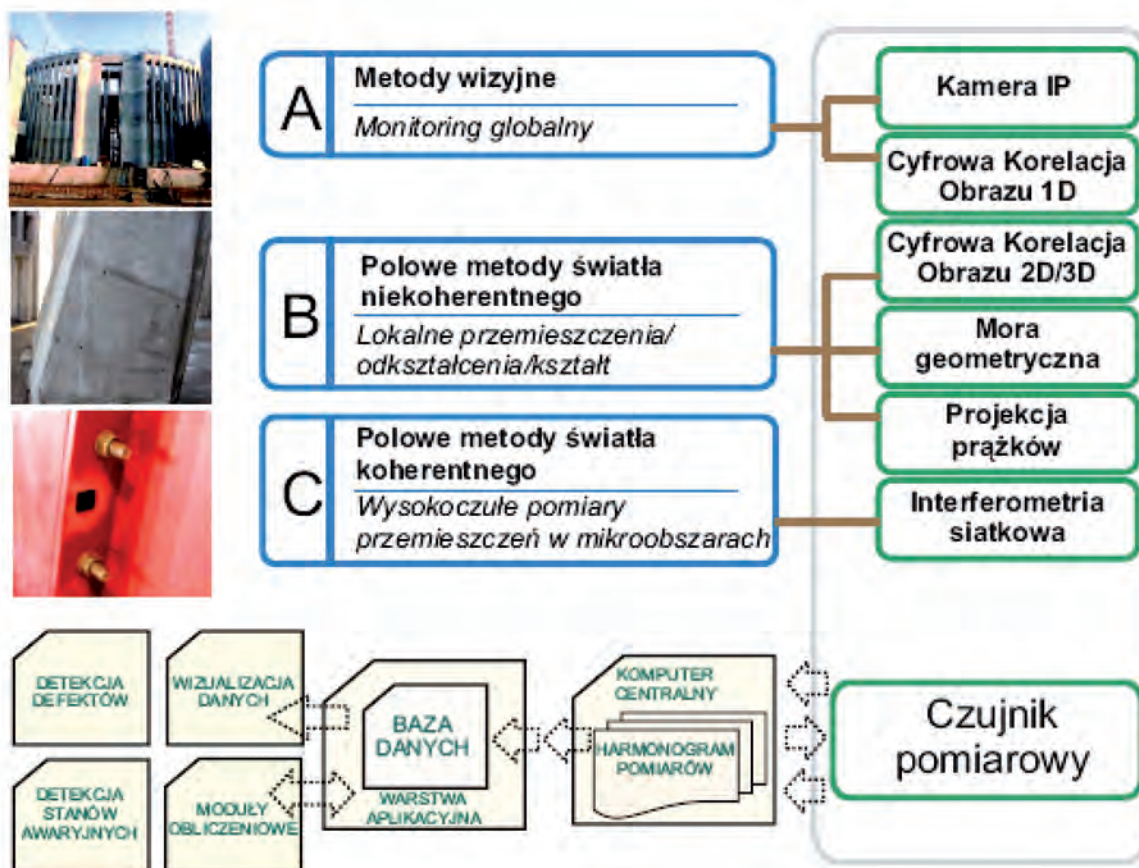 A
Metody wizyjne
Monitoring globalny
Kamera IP
Cyfrowa Korelacja
Obrazu 1D
B
Polowe metody światła
niekoherentnego
Lokalne przemieszczenia/
odkształcenia/kształt
Cyfrowa Korelacja
Obrazu 2D/3D
Mora
geometryczna
Projekcja
prążków
C
Polowe metody światła
koherentnego
Wysokoczułe pomiary
przemieszczeń w mikroobszarach
Interferometria
siatkowa
DETEKCJA
DEFEKTÓW
WIZUALIZACJA
DANYCH
DETEKCJA
STANÓW
AWARYJNYCH
MODUŁY
OBLICZENIOWE
BAZA
DANYCH
WARSTWA
APLIKACYJNA
KOMPUTER
CENTRALNY
HARMONOGRAM
POMIARÓW
Czujnik
pomiarowy